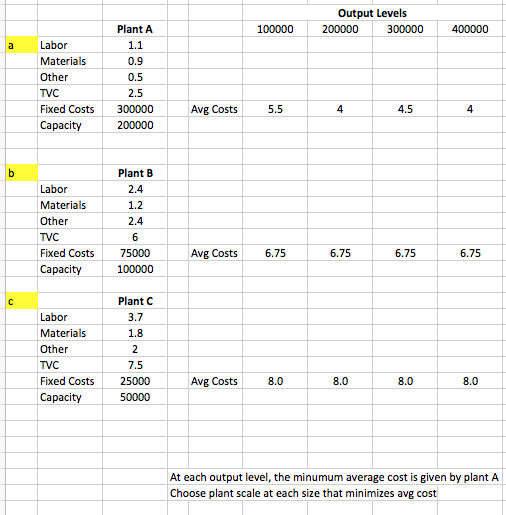 Output Levels
Plant A 100000 200000 300000 400000
a Labor 1.1
Materials 0.9
Other 0.5
TVC 2.5
Fixed Costs 300000 Avg Costs 5.5 4 4.5 4
Capacity 200000
b Plant B
Labor 2.4
Materials 1.2
Other 2.4
TVC 6
Fixed Costs 75000 Avg Costs 6.75 6.75 6.75 6.75
Capacity 100000
c Plant C
Labor 3.7
Materials 1.8
Other 2
TVC 7.5
Fixed Costs 25000 Avg Costs 8.0 8.0 8.0 8.0
Capacity 50000
At each output level, the minumum average cost is given by plant A
Choose plant scale at each size that minimizes avg cost